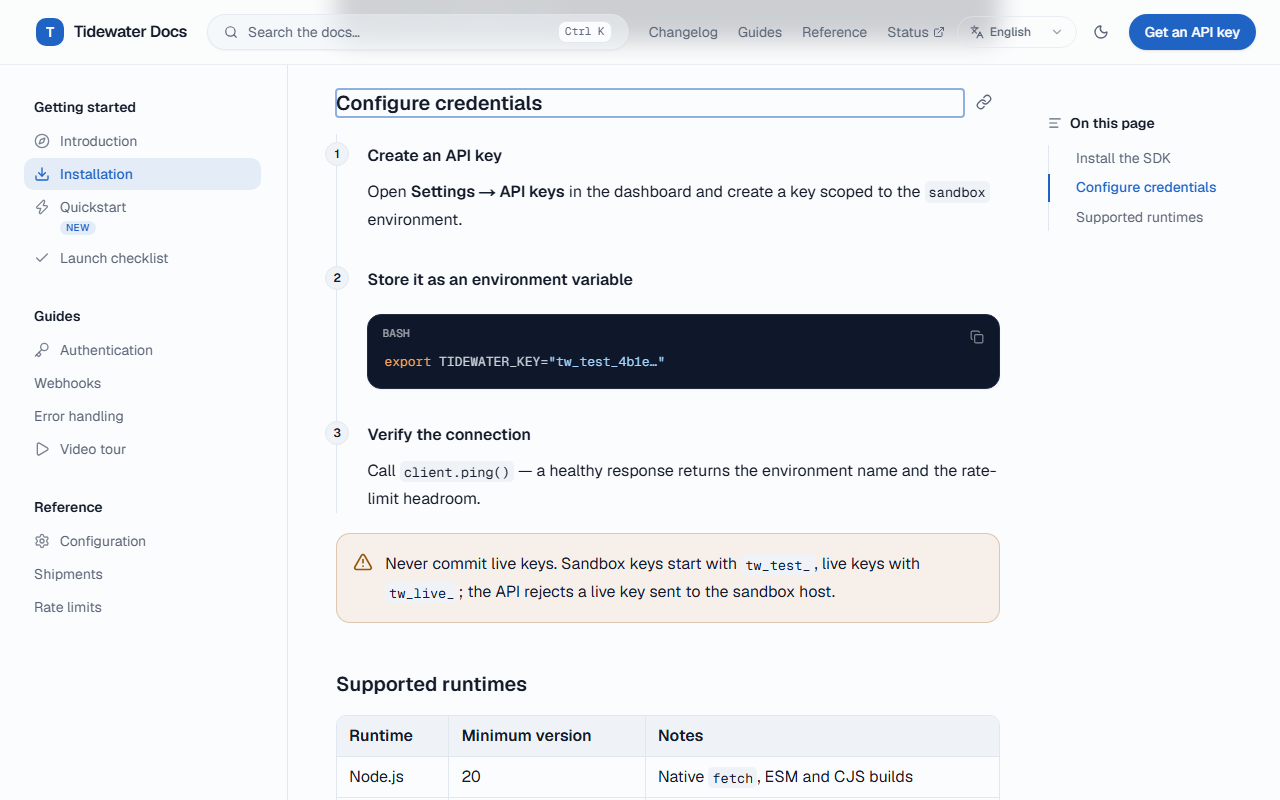 T Tidewater Docs
Search the docs…
Ctrl K
Changelog
Guides
Reference
Status
English
Get an API key
Getting started
Introduction
Installation
Quickstart
NEW
Launch checklist
Guides
Authentication
Webhooks
Error handling
Video tour
Reference
Configuration
Shipments
Rate limits
Configure credentials
1 Create an API key
Open Settings → API keys in the dashboard and create a key scoped to the sandbox
environment.
2 Store it as an environment variable
BASH
export TIDEWATER_KEY="tw_test_4b1e…"
3 Verify the connection
Call client.ping() — a healthy response returns the environment name and the rate-
limit headroom.
Never commit live keys. Sandbox keys start with tw_test_, live keys with
tw_live_; the API rejects a live key sent to the sandbox host.
Supported runtimes
Runtime Minimum version Notes
Node.js 20 Native fetch, ESM and CJS builds
On this page
Install the SDK
Configure credentials
Supported runtimes